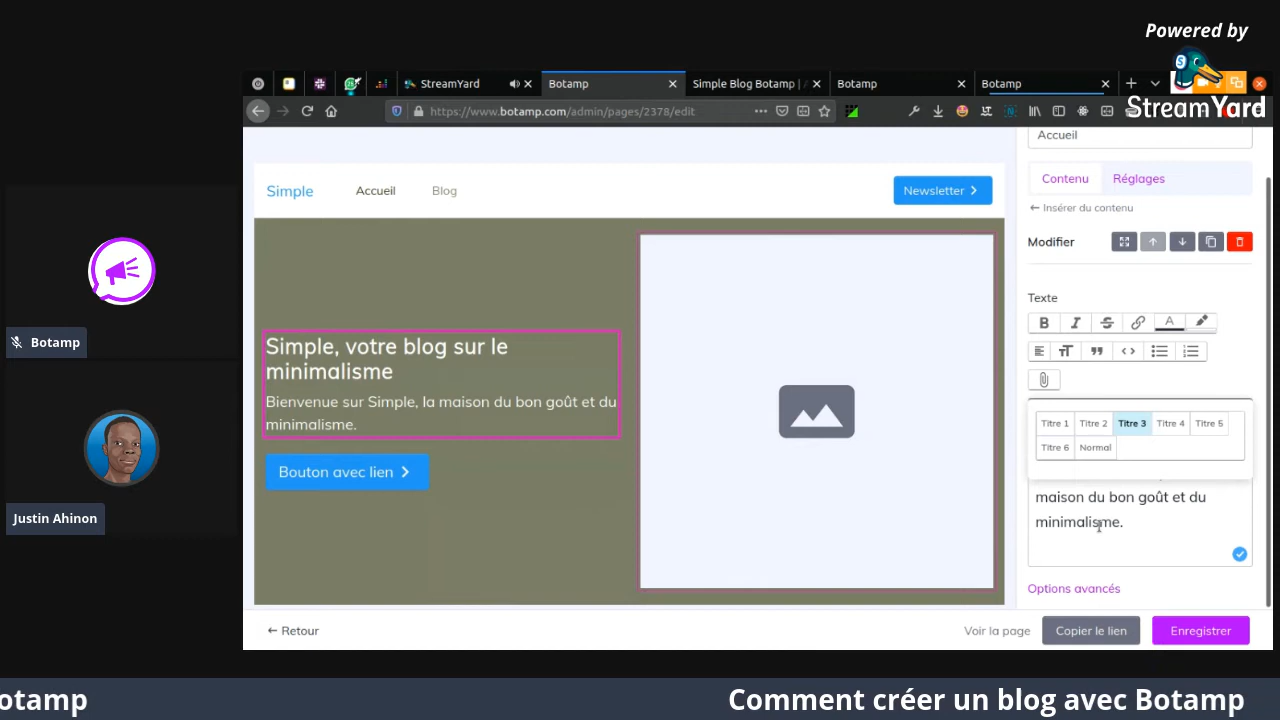 Powered by
StreamYard
StreamYard
Botamp
Simple Blog Botamp |
Botamp
Botamp
https://www.botamp.com/admin/pages/2378/edit
Simple
Accueil
Blog
Newsletter
Simple, votre blog sur le
minimalisme
Bienvenue sur Simple, la maison du bon goût et du
minimalisme.
Bouton avec lien
Accueil
Contenu
Réglages
← Insérer du contenu
Modifier
Texte
Titre 1
Titre 2
Titre 3
Titre 4
Titre 5
Titre 6
Normal
maison du bon goût et du
minimalisme.
Options avancés
← Retour
Voir la page
Copier le lien
Enregistrer
Botamp
Justin Ahinon
otamp
Comment créer un blog avec Botamp